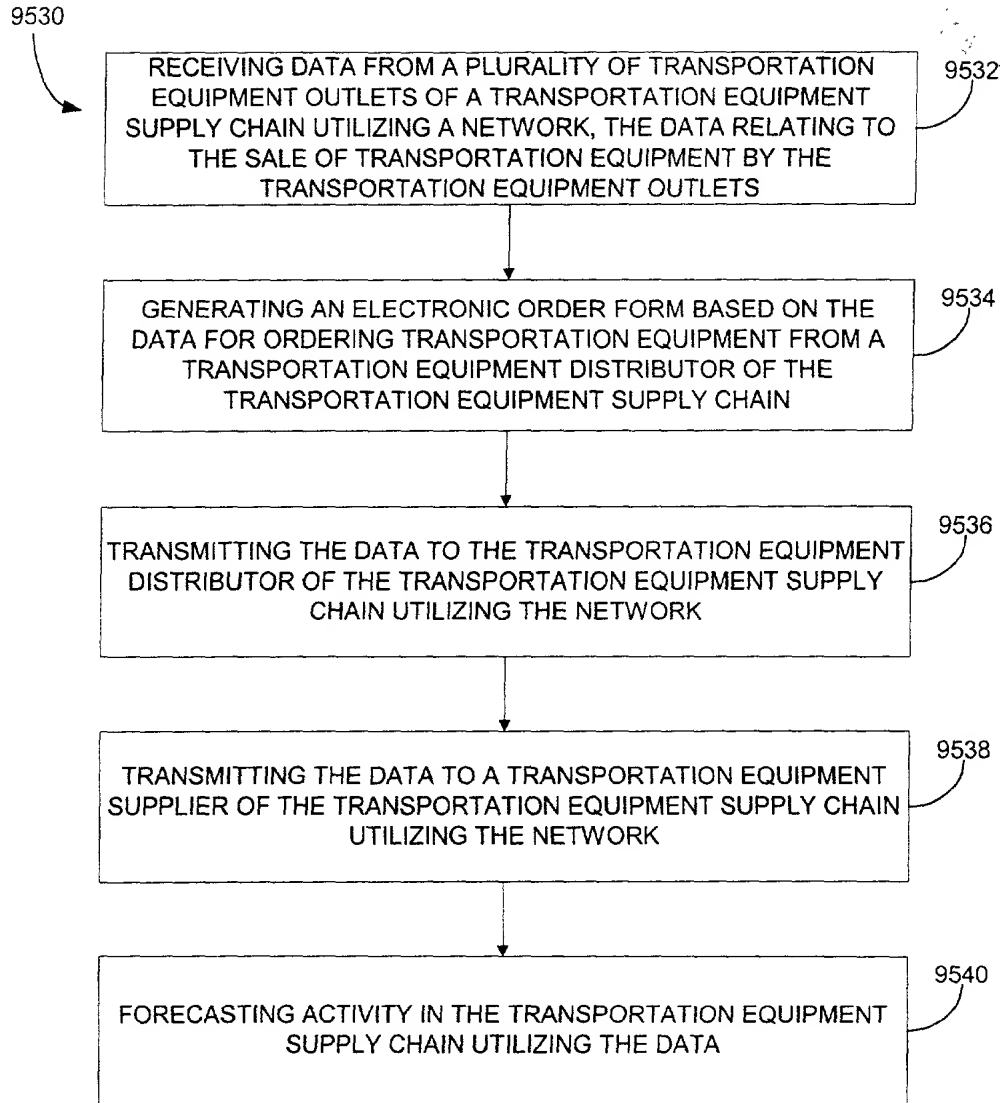 9530
RECEIVING DATA FROM A PLURALITY OF TRANSPORTATION
EQUIPMENT OUTLETS OF A TRANSPORTATION EQUIPMENT
SUPPLY CHAIN UTILIZING A NETWORK, THE DATA RELATING TO
THE SALE OF TRANSPORTATION EQUIPMENT BY THE
TRANSPORTATION EQUIPMENT OUTLETS
9532
GENERATING AN ELECTRONIC ORDER FORM BASED ON THE
DATA FOR ORDERING TRANSPORTATION EQUIPMENT FROM A
TRANSPORTATION EQUIPMENT DISTRIBUTOR OF THE
TRANSPORTATION EQUIPMENT SUPPLY CHAIN
9534
TRANSMITTING THE DATA TO THE TRANSPORTATION EQUIPMENT
DISTRIBUTOR OF THE TRANSPORTATION EQUIPMENT SUPPLY
CHAIN UTILIZING THE NETWORK
9536
TRANSMITTING THE DATA TO A TRANSPORTATION EQUIPMENT
SUPPLIER OF THE TRANSPORTATION EQUIPMENT SUPPLY CHAIN
UTILIZING THE NETWORK
9538
FORECASTING ACTIVITY IN THE TRANSPORTATION EQUIPMENT
SUPPLY CHAIN UTILIZING THE DATA
9540